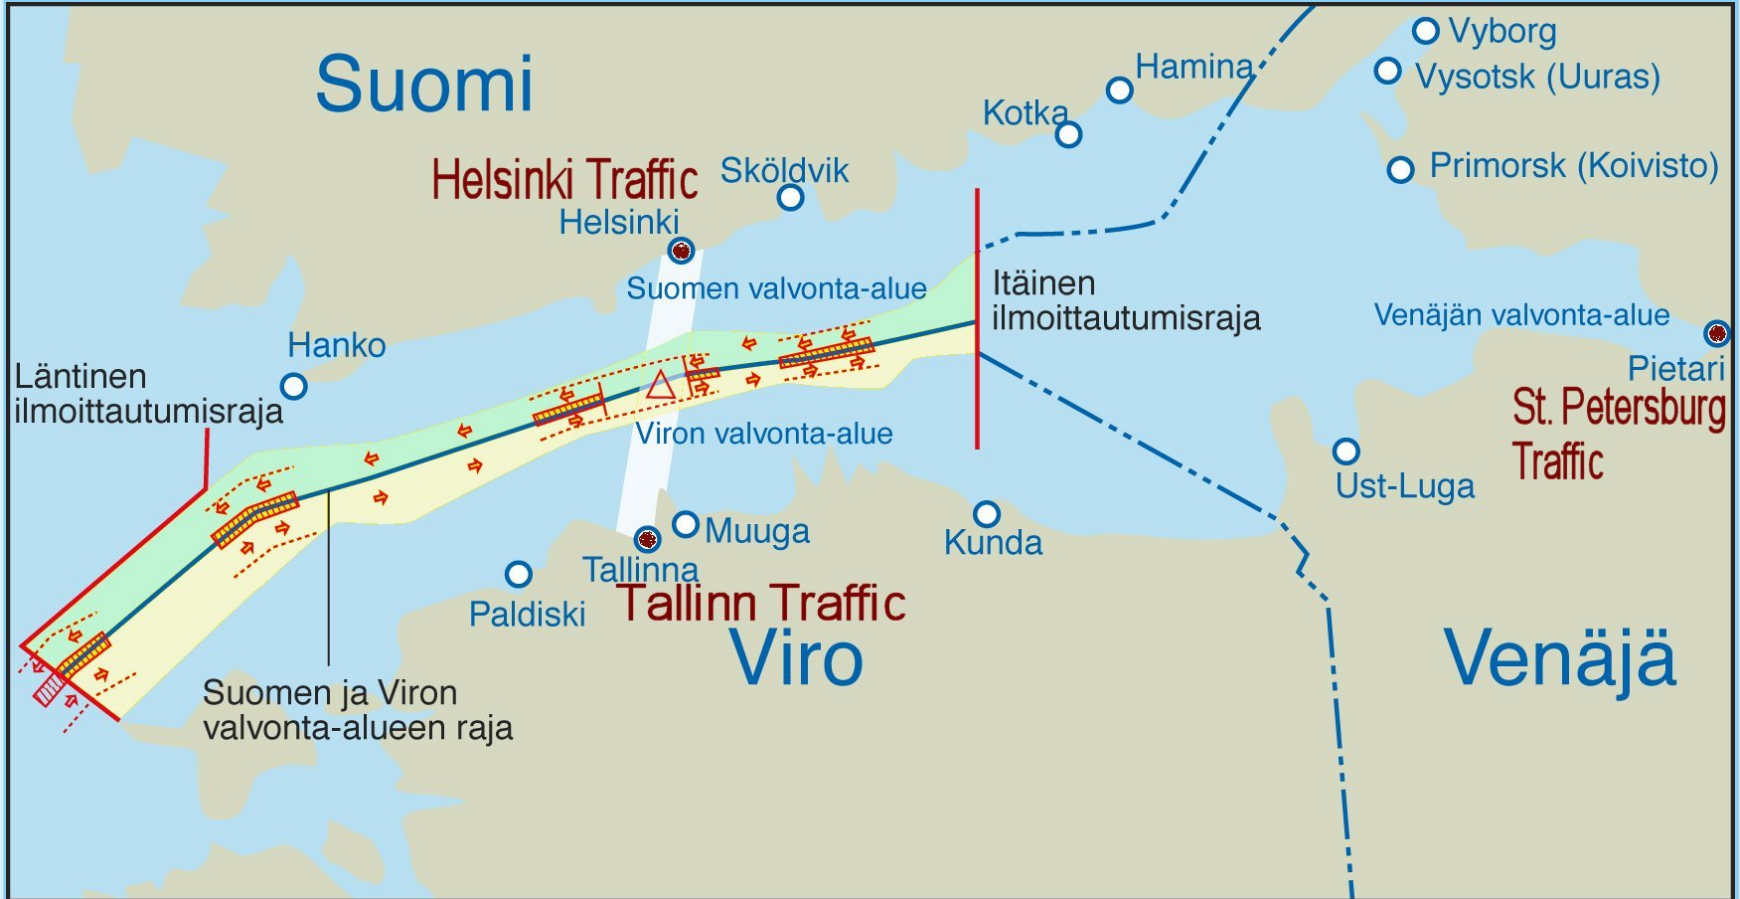 Vyborg
Suomi
Hamina
Vysotsk (Uuras)
Kotka
Helsinki Traffic
Sköldvik
Primorsk (Koivisto)
Helsinki
Suomen valvonta-alue
Itäinen
ilmoittautumisraja
Venäjän valvonta-alue
Hanko
Pietari
Läntinen
ilmoittautumisraja
St. Petersburg
Traffic
Viron valvonta-alue
Ust-Luga
Muuga
Kunda
Tallinna
Paldiski
Tallinn Traffic
Viro
Venäjä
Suomen ja Viron
valvonta-alueen raja